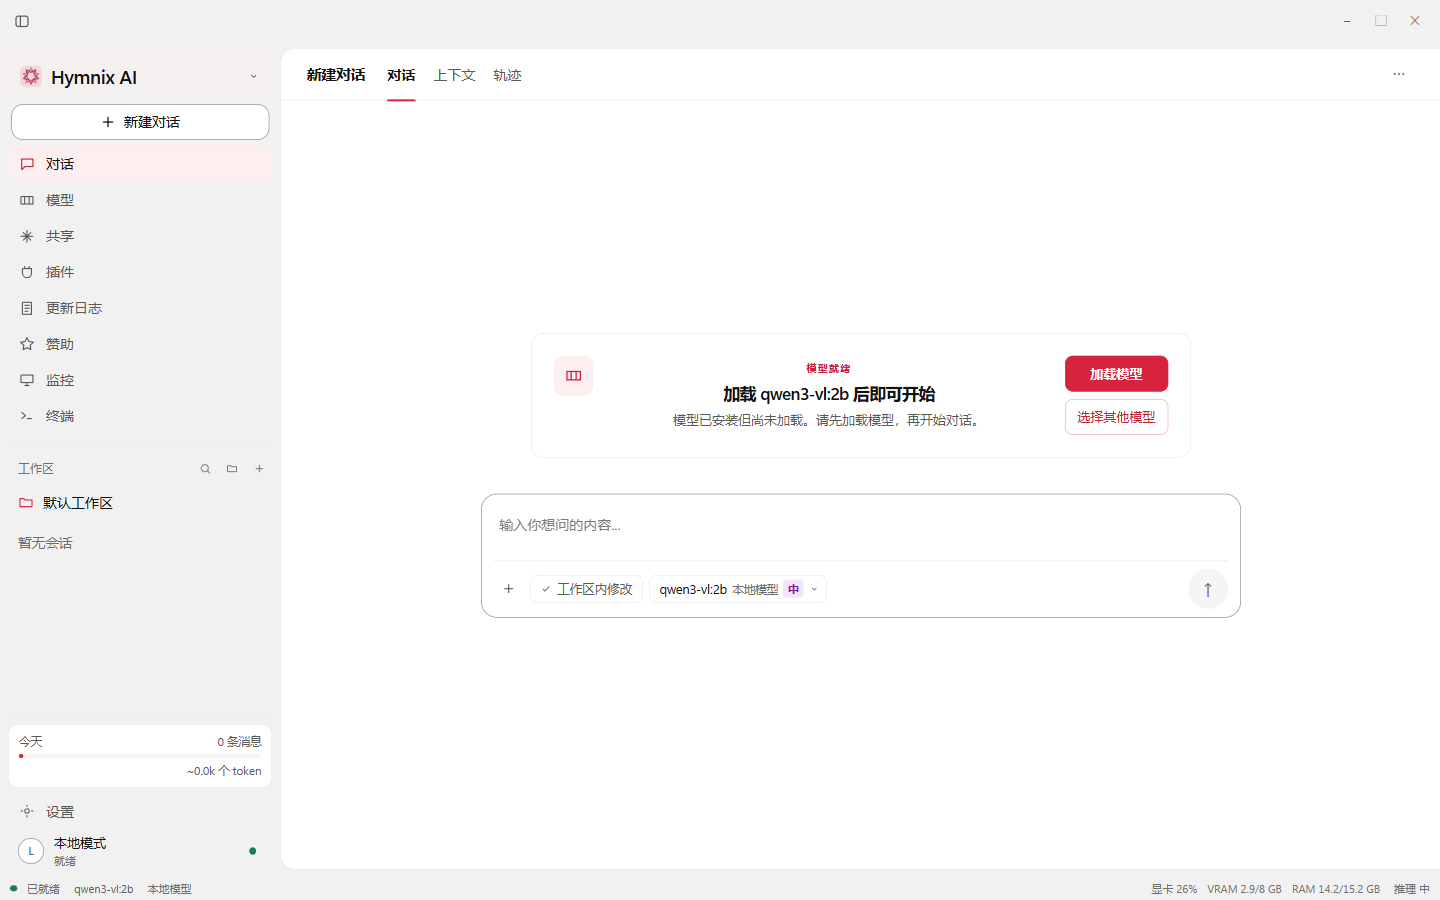 Hymnix AI
新建对话
对话
模型
共享
插件
更新日志
赞助
监控
终端
工作区
默认工作区
暂无会话
今天 0 条消息
~0.0k 个 token
设置
L 本地模式
就绪
新建对话 对话 上下文 轨迹
模型就绪
加载 qwen3-vl:2b 后即可开始
模型已安装但尚未加载。请先加载模型，再开始对话。
加载模型
选择其他模型
输入你想问的内容...
工作区内修改 qwen3-vl:2b 本地模型 中
已就绪 qwen3-vl:2b 本地模型 显卡 26% VRAM 2.9/8 GB RAM 14.2/15.2 GB 推理 中